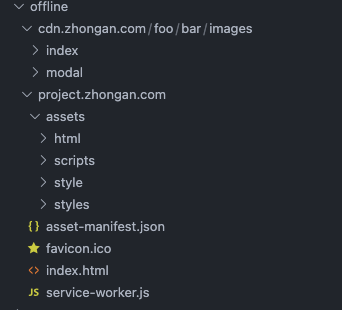 offline
cdn.zhongan.com/foo/bar/images
index
modal
project.zhongan.com
assets
html
scripts
style
styles
{} asset-manifest.json
favicon.ico
<> index.html
JS service-worker.js